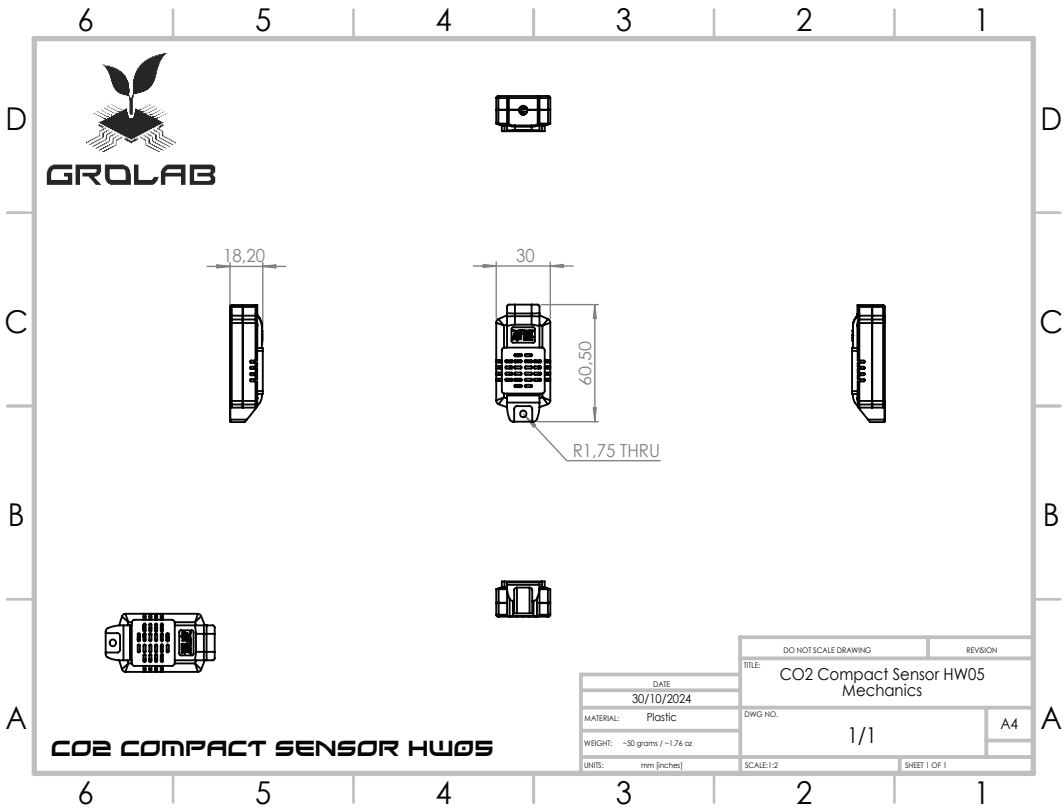 6 5 4 3 2 1
D D
GROLAB
18,20
30
C C
60,50
R1,75 THRU
B B
DO NOT SCALE DRAWING REVISION
TITLE:
CO2 Compact Sensor HW05
Mechanics
DATE
30/10/2024
MATERIAL: Plastic
DWG NO.
1/1
A4
A A
WEIGHT: ~50 grams / ~1.76 oz
CO2 COMPACT SENSOR HW05
UNITS: mm [inches]
SCALE:1:2
SHEET 1 OF 1
6 5 4 3 2 1